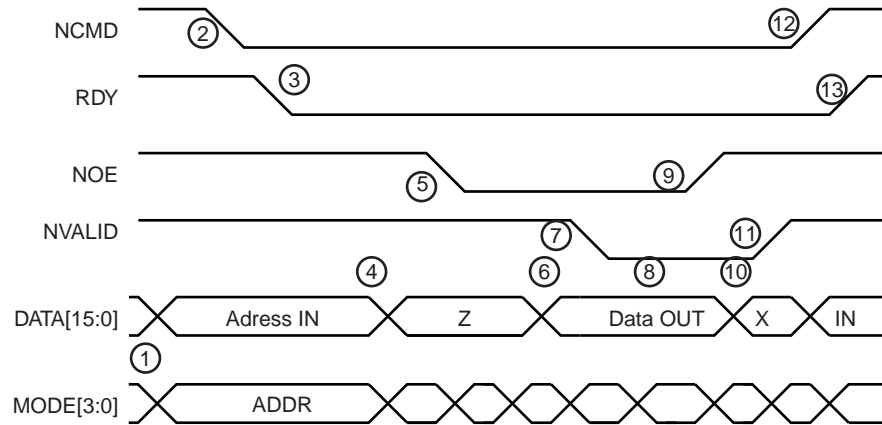 NCMD 2 12
RDY 3 13
NOE 5 9
NVALID 7 11
4 6 8 10
DATA[15:0] Adress IN Z Data OUT X IN
1
MODE[3:0] ADDR